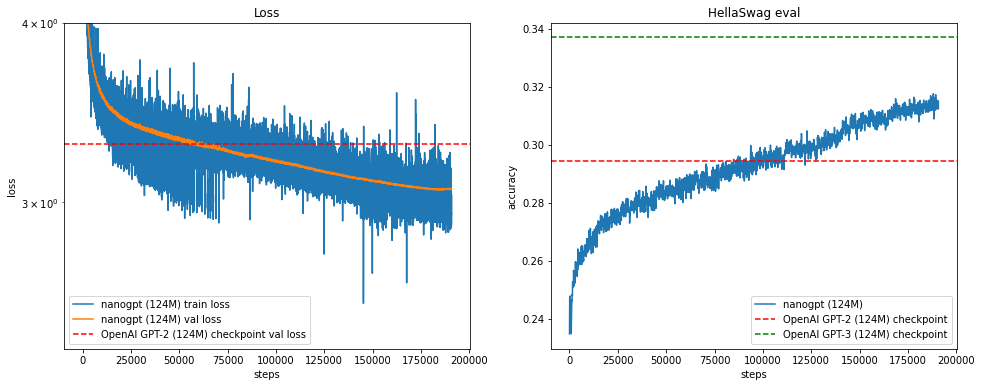 Loss
4 × 10⁰
3 × 10⁰
loss
nanogpt (124M) train loss
nanogpt (124M) val loss
OpenAI GPT-2 (124M) checkpoint val loss
0 25000 50000 75000 100000 125000 150000 175000 200000
steps
HellaSwag eval
0.34
0.32
0.30
0.28
0.26
0.24
accuracy
nanogpt (124M)
OpenAI GPT-2 (124M) checkpoint
OpenAI GPT-3 (124M) checkpoint
0 25000 50000 75000 100000 125000 150000 175000 200000
steps